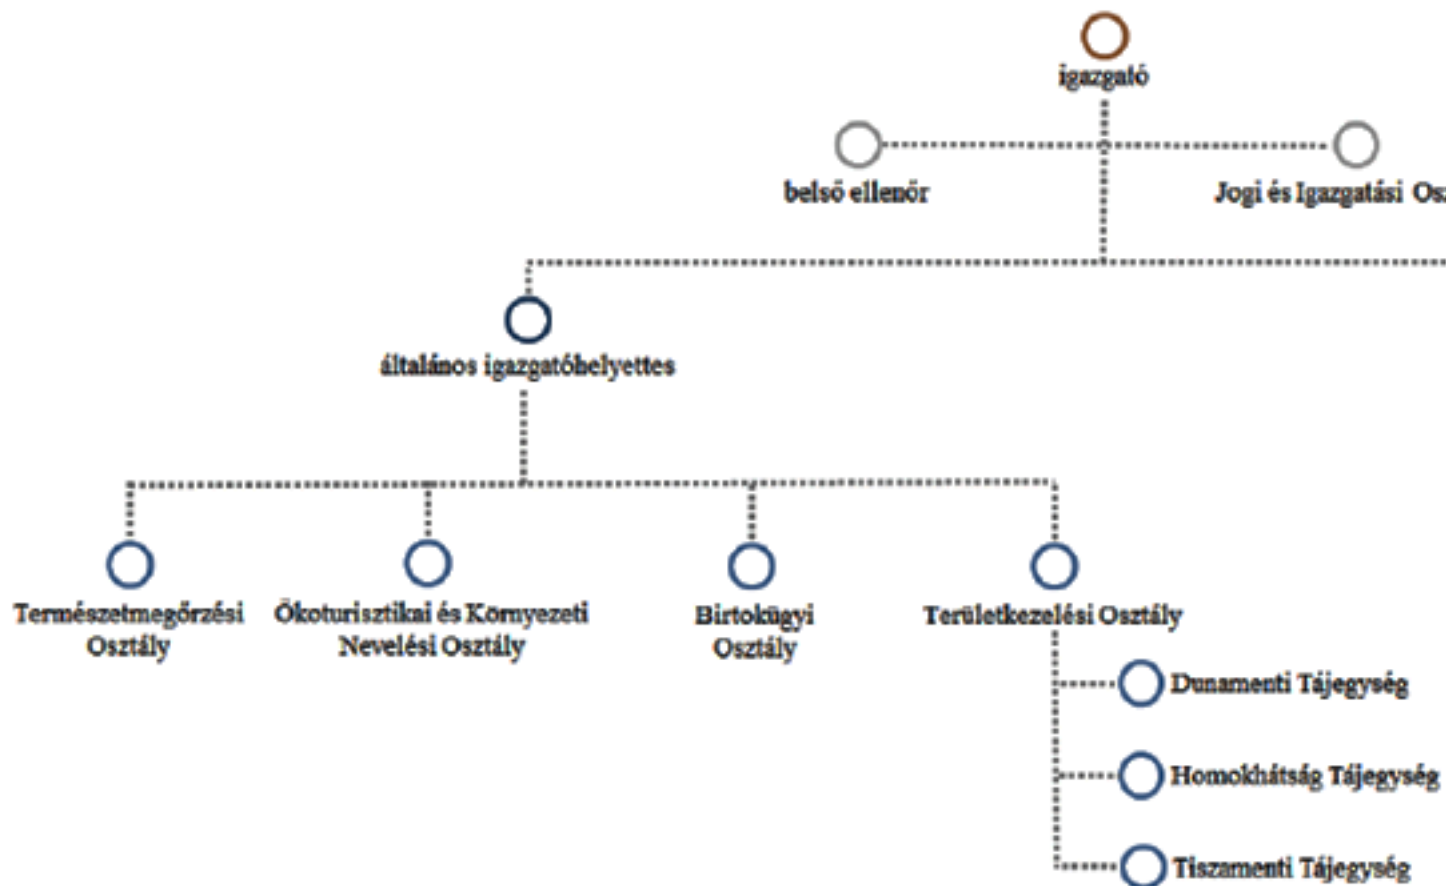 igazgató
belső ellenőr
Jogi és Igazgatási Osz
általános igazgatóhelyettes
Természetmegőrzési
Osztály
Ökoturisztikai és Környezeti
Nevelési Osztály
Birtokügyi
Osztály
Területkezelési Osztály
Dunamenti Tájegység
Homokhátság Tájegység
Tiszamenti Tájegység